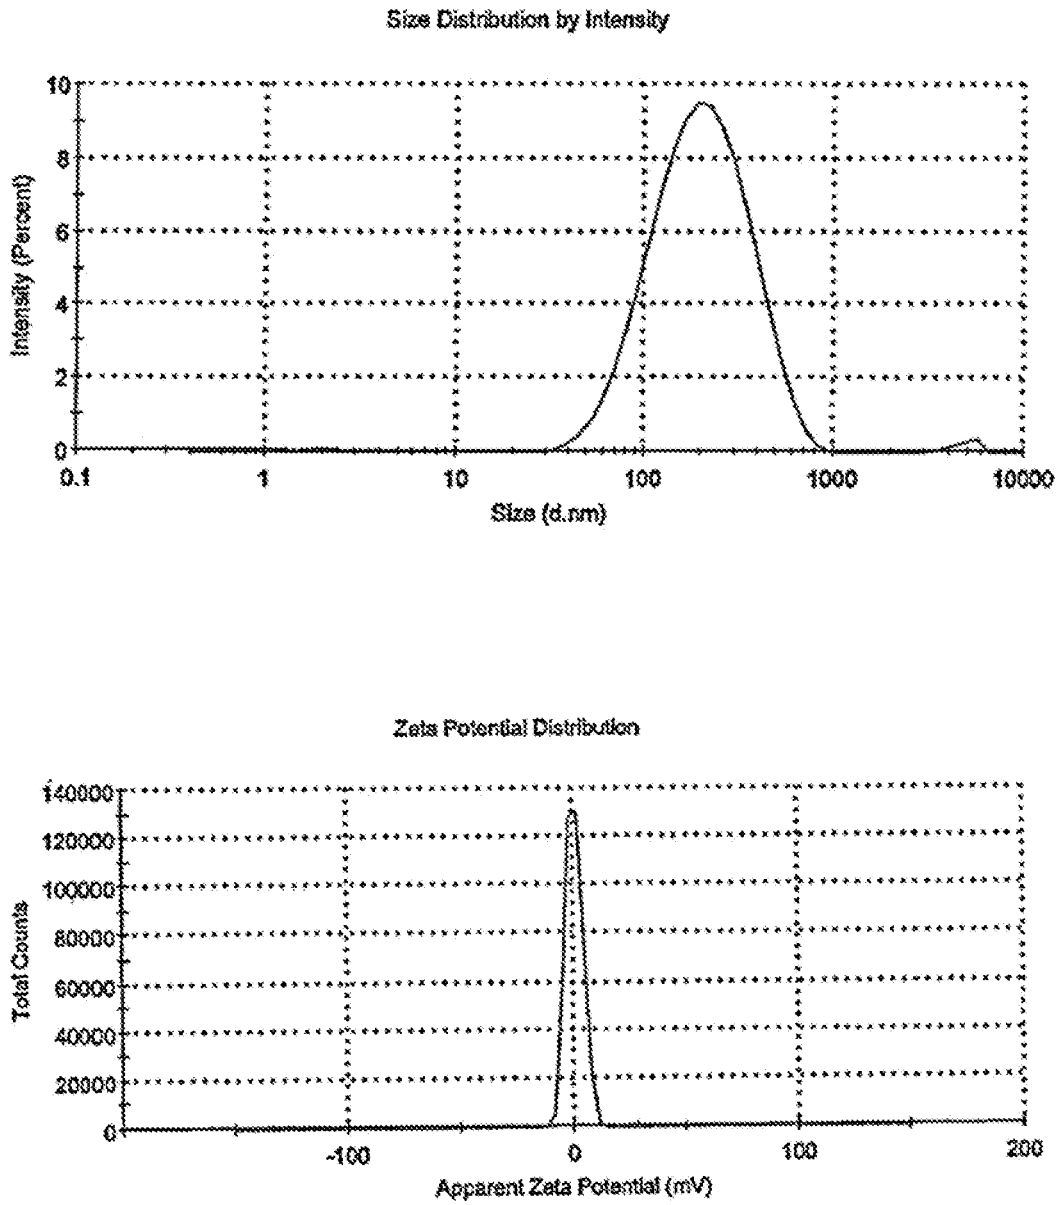 Size Distribution by Intensity
10
8
6
4
2
0
Intensity (Percent)
0.1 1 10 100 1000 10000
Size (d.nm)
Zeta Potential Distribution
140000
120000
100000
80000
60000
40000
20000
0
Total Counts
-100 0 100 200
Apparent Zeta Potential (mV)